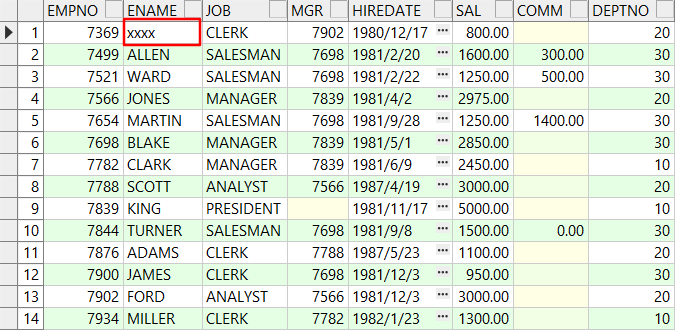 EMPNO ENAME JOB MGR HIREDATE SAL COMM DEPTNO
1 7369 xxxx CLERK 7902 1980/12/17 ... 800.00 20
2 7499 ALLEN SALESMAN 7698 1981/2/20 ... 1600.00 300.00 30
3 7521 WARD SALESMAN 7698 1981/2/22 ... 1250.00 500.00 30
4 7566 JONES MANAGER 7839 1981/4/2 ... 2975.00 20
5 7654 MARTIN SALESMAN 7698 1981/9/28 ... 1250.00 1400.00 30
6 7698 BLAKE MANAGER 7839 1981/5/1 ... 2850.00 30
7 7782 CLARK MANAGER 7839 1981/6/9 ... 2450.00 10
8 7788 SCOTT ANALYST 7566 1987/4/19 ... 3000.00 20
9 7839 KING PRESIDENT 1981/11/17 ... 5000.00 10
10 7844 TURNER SALESMAN 7698 1981/9/8 ... 1500.00 0.00 30
11 7876 ADAMS CLERK 7788 1987/5/23 ... 1100.00 20
12 7900 JAMES CLERK 7698 1981/12/3 ... 950.00 30
13 7902 FORD ANALYST 7566 1981/12/3 ... 3000.00 20
14 7934 MILLER CLERK 7782 1982/1/23 ... 1300.00 10